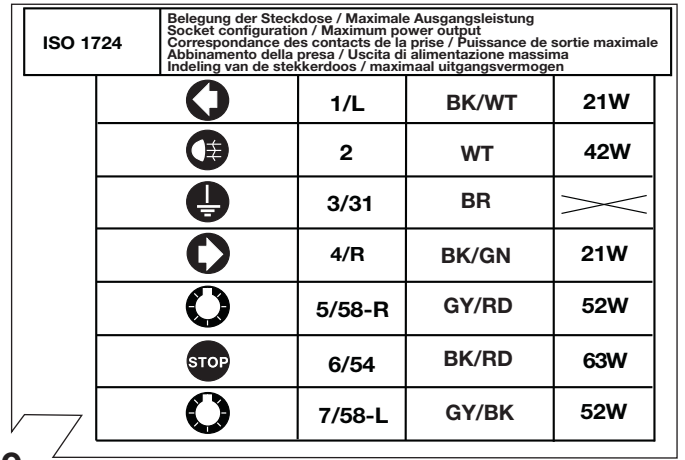 ISO 1724
Belegung der Steckdose / Maximale Ausgangsleistung
Socket configuration / Maximum power output
Correspondance des contacts de la prise / Puissance de sortie maximale
Abbinamento della presa / Uscita di alimentazione massima
Indeling van de stekkerdoos / maximaal uitgangsvermogen
1/L BK/WT 21W
2 WT 42W
3/31 BR
4/R BK/GN 21W
5/58-R GY/RD 52W
STOP 6/54 BK/RD 63W
7/58-L GY/BK 52W